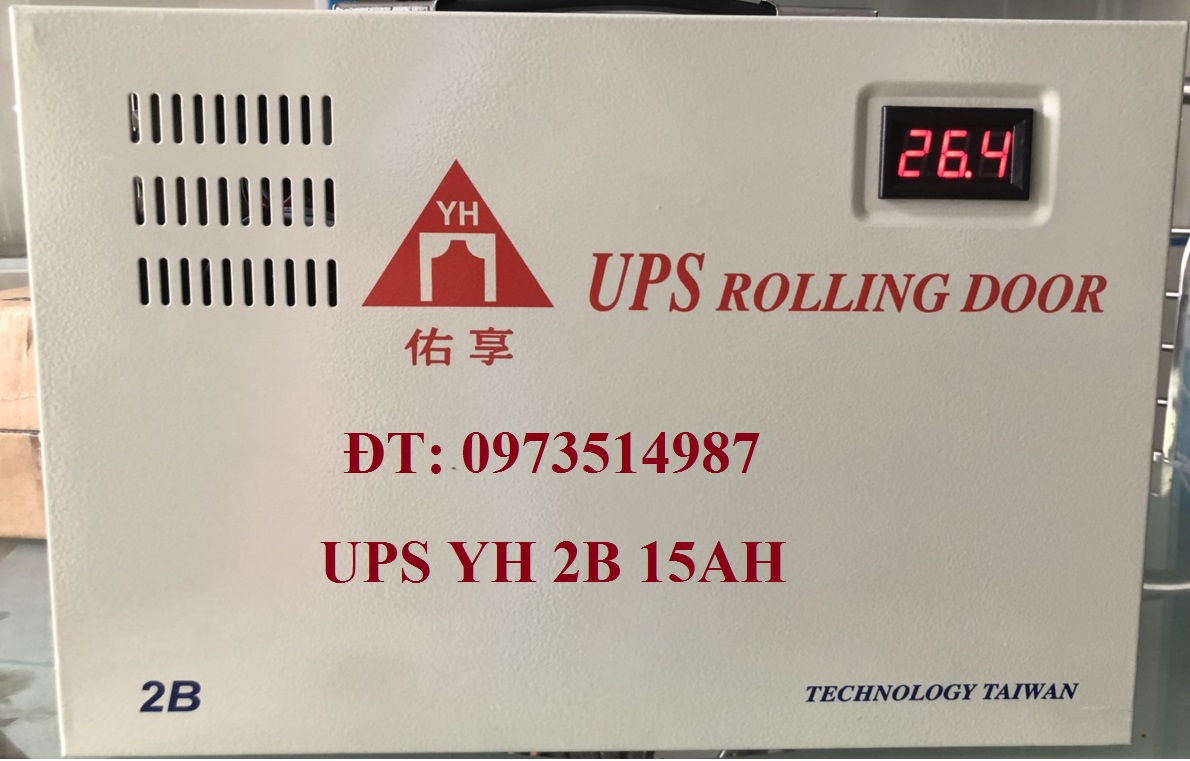 26.4
YH
UPS ROLLING DOOR
佑享
ĐT: 0973514987
UPS YH 2B 15AH
2B
TECHNOLOGY TAIWAN